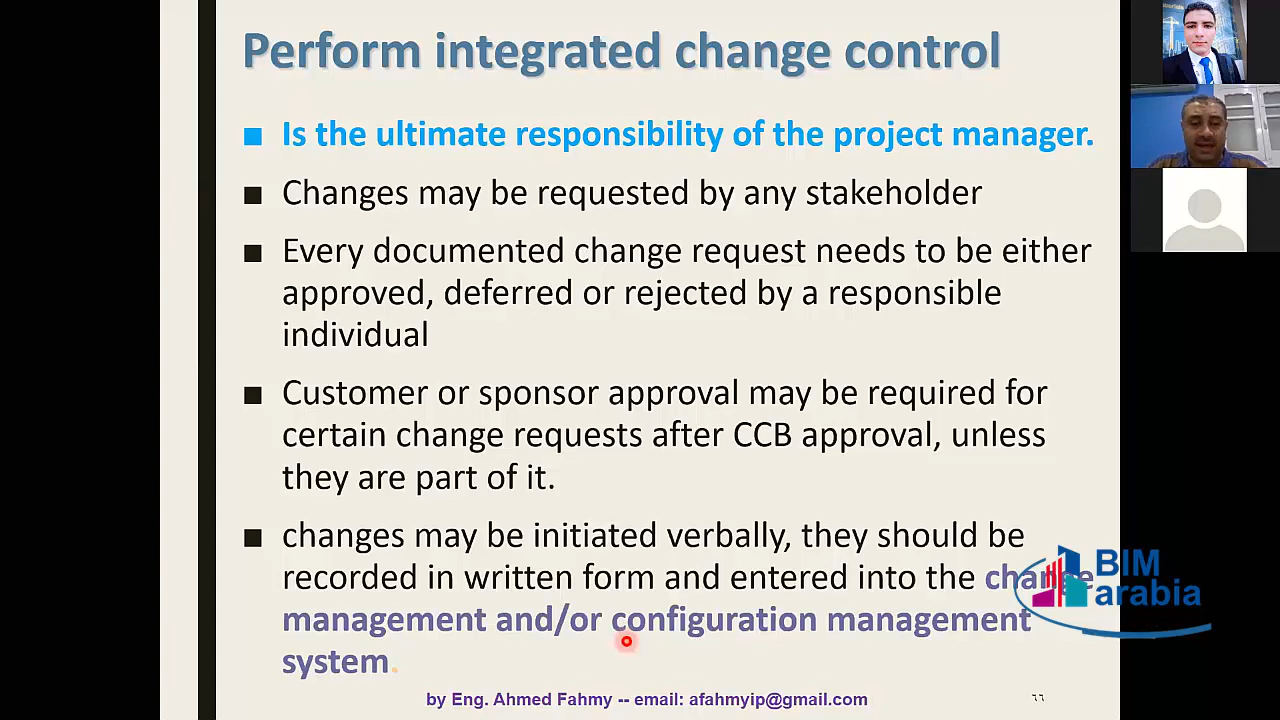 Perform integrated change control
■ Is the ultimate responsibility of the project manager.
■ Changes may be requested by any stakeholder
■ Every documented change request needs to be either
approved, deferred or rejected by a responsible
individual
■ Customer or sponsor approval may be required for
certain change requests after CCB approval, unless
they are part of it.
■ changes may be initiated verbally, they should be
recorded in written form and entered into the change
management and/or configuration management
system.
BIM
arabia
by Eng. Ahmed Fahmy -- email: afahmyip@gmail.com
٦٦